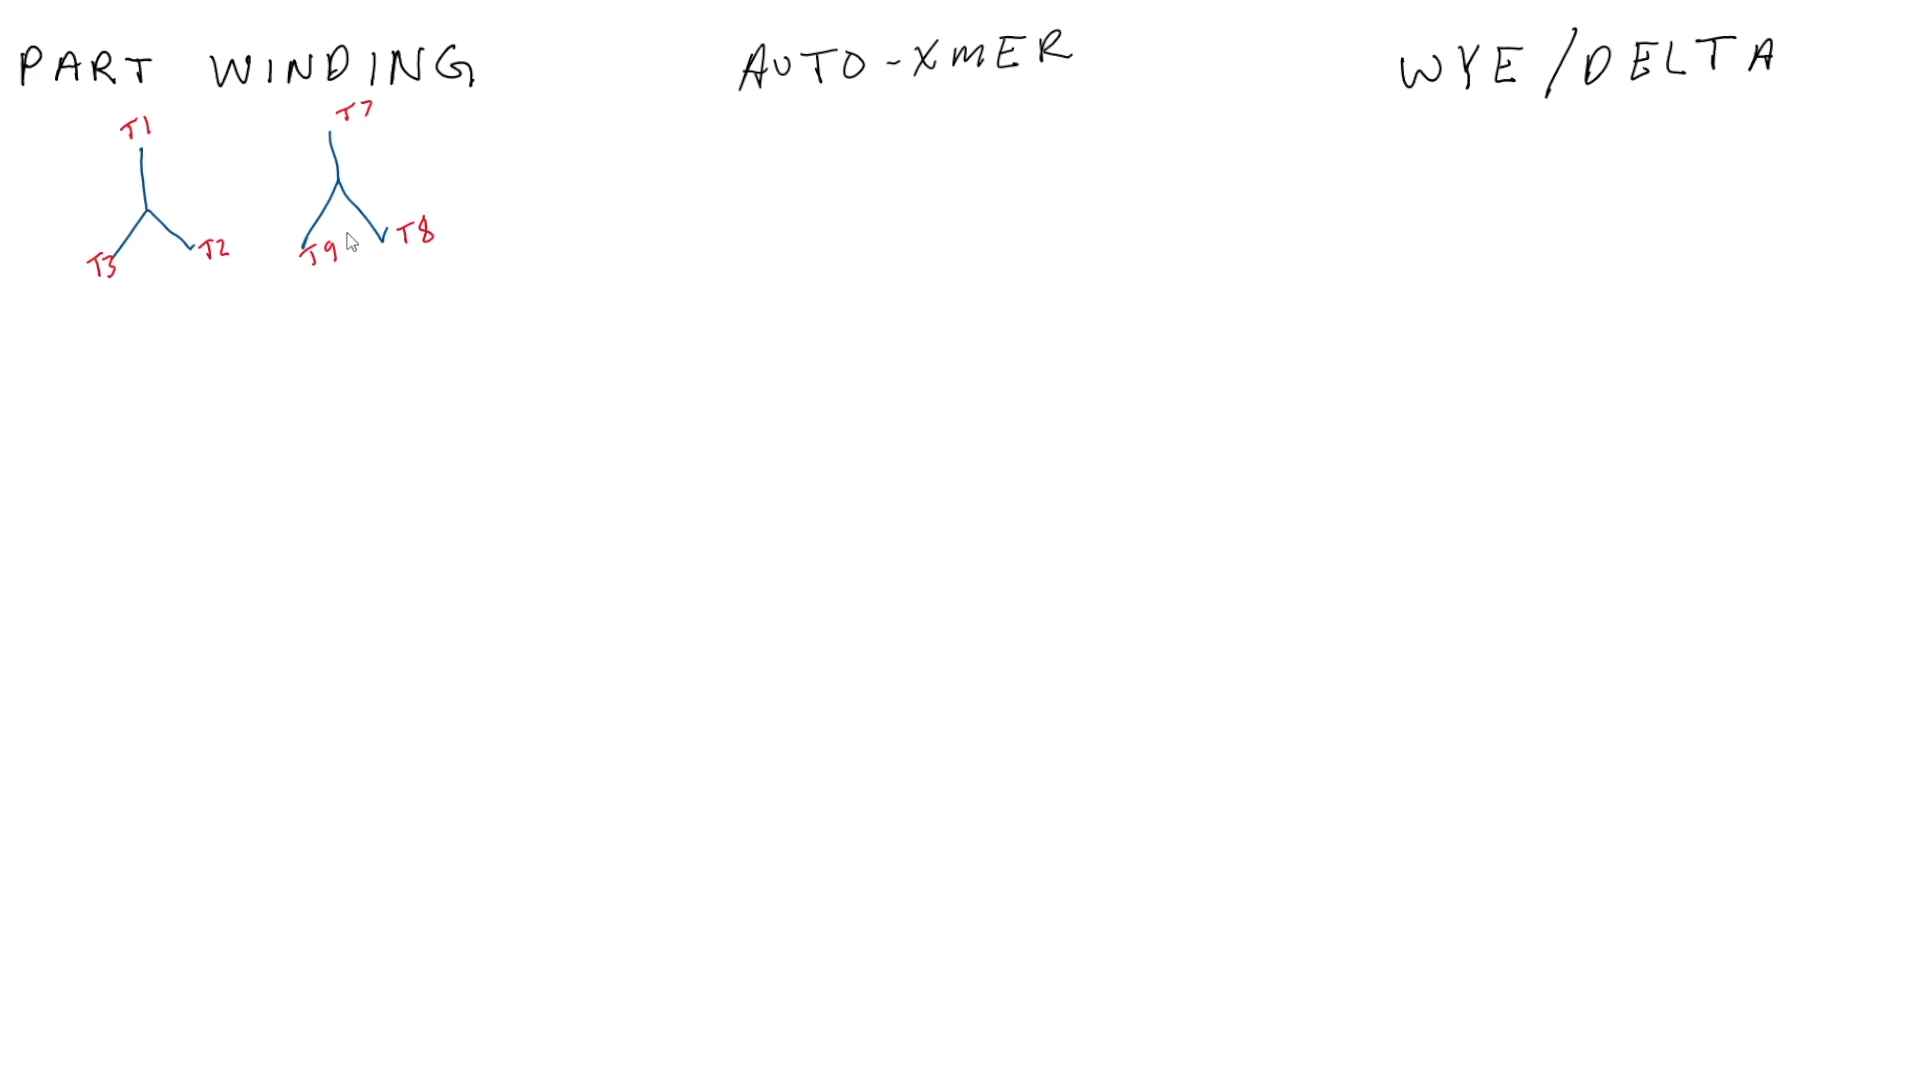 PART WINDING
AUTO-XMER
WYE/DELTA
T1
T7
T3
T2
T9
T8